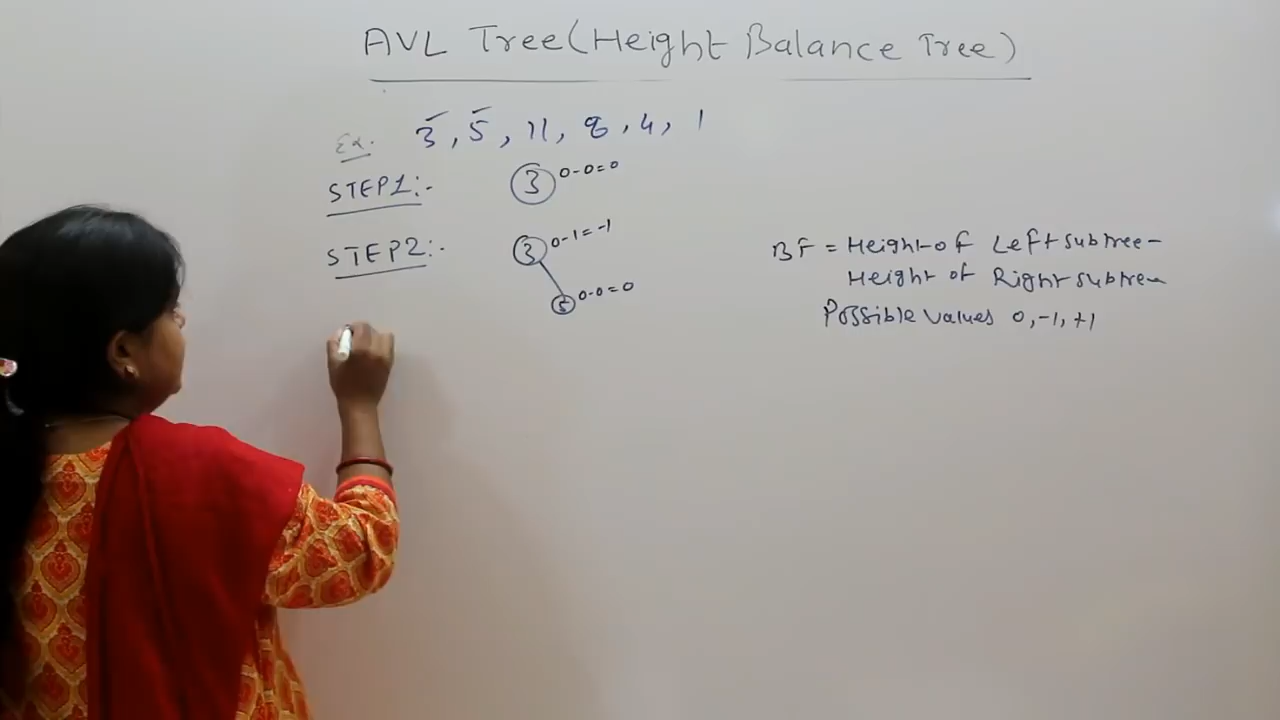 AVL Tree(Height Balance Tree)
Ex. 3, 5, 11, 8, 4, 1
STEP1:-
3 0-0=0
STEP2:-
3 0-1=-1
5 0-0=0
BF = Height of Left subtree -
Height of Right subtree
Possible values 0, -1, +1